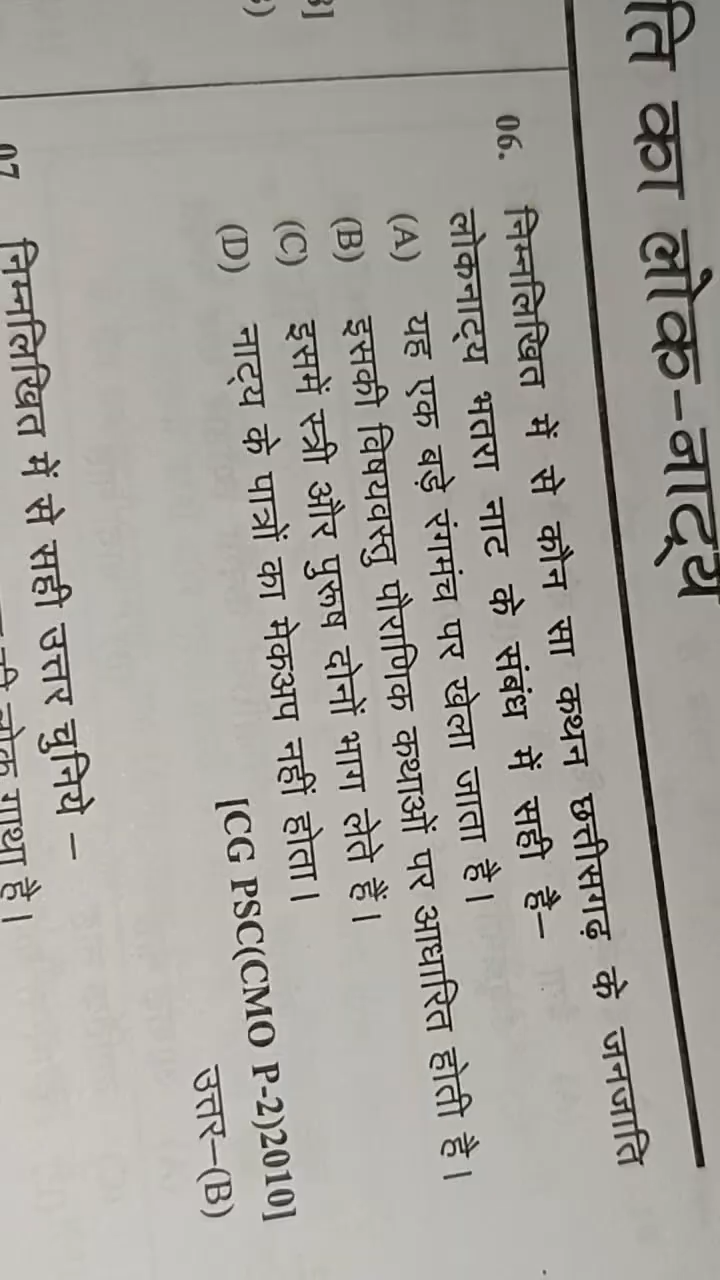 ति का लोक-नाट्य
06. निम्नलिखित में से कौन सा कथन छत्तीसगढ़ के जनजाति
लोकनाट्य भतरा नाट के संबंध में सही है–
(A) यह एक बड़े रंगमंच पर खेला जाता है।
(B) इसकी विषयवस्तु पौराणिक कथाओं पर आधारित होती है।
(C) इसमें स्त्री और पुरूष दोनों भाग लेते हैं।
(D) नाट्य के पात्रों का मेकअप नहीं होता।
[CG PSC(CMO P-2)2010]
उत्तर–(B)
07 निम्नलिखित में से सही उत्तर चुनिये –
लोक गाथा है।